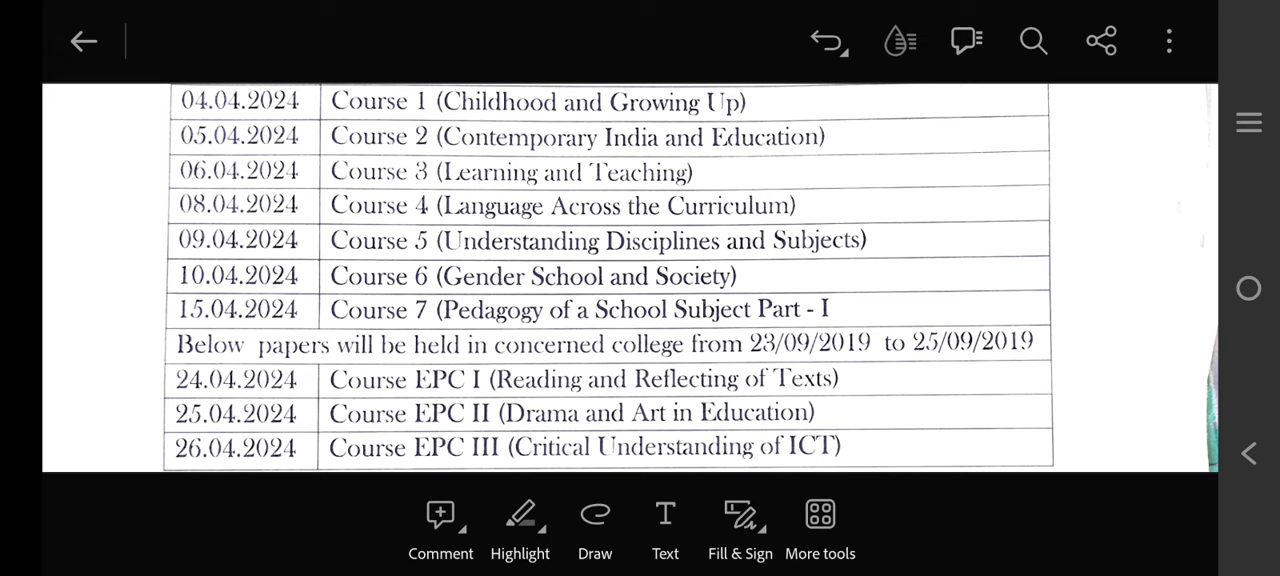 04.04.2024 Course 1 (Childhood and Growing Up)
05.04.2024 Course 2 (Contemporary India and Education)
06.04.2024 Course 3 (Learning and Teaching)
08.04.2024 Course 4 (Language Across the Curriculum)
09.04.2024 Course 5 (Understanding Disciplines and Subjects)
10.04.2024 Course 6 (Gender School and Society)
15.04.2024 Course 7 (Pedagogy of a School Subject Part - I
Below papers will be held in concerned college from 23/09/2019 to 25/09/2019
24.04.2024 Course EPC I (Reading and Reflecting of Texts)
25.04.2024 Course EPC II (Drama and Art in Education)
26.04.2024 Course EPC III (Critical Understanding of ICT)
Comment Highlight Draw Text Fill & Sign More tools